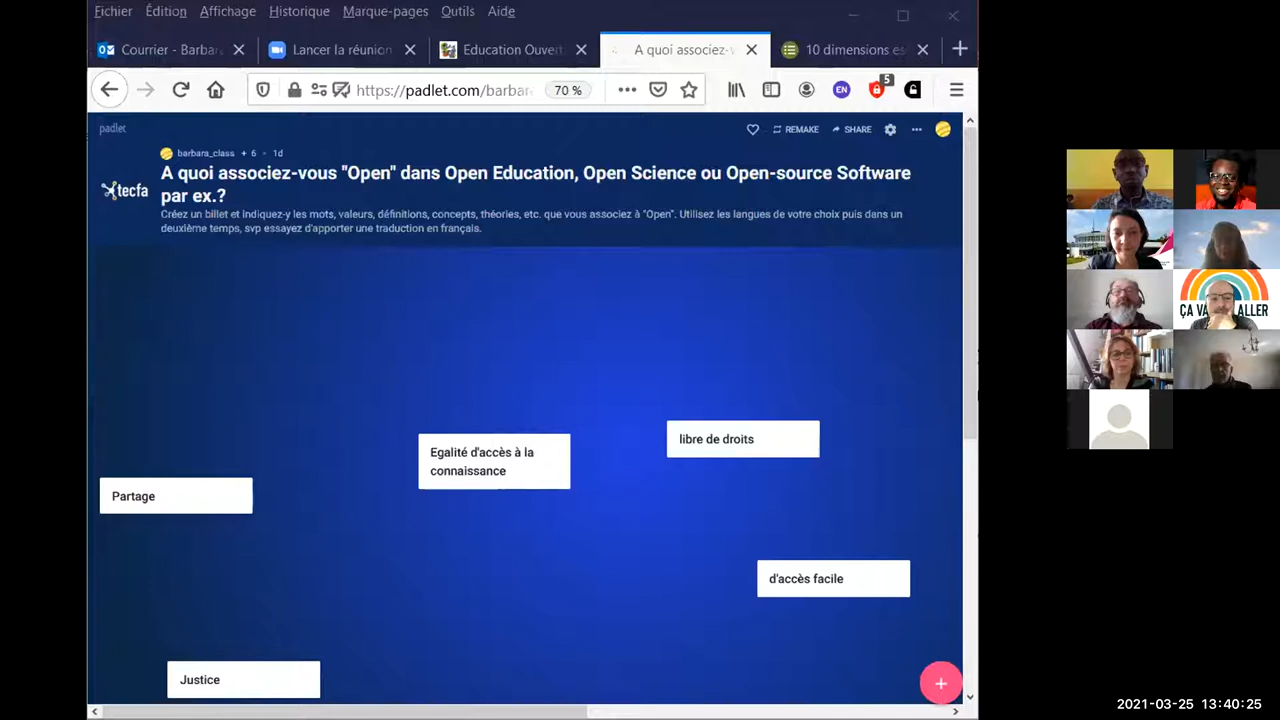 Fichier Édition Affichage Historique Marque-pages Outils Aide
Courrier - Barbar
Lancer la réunion
Education Ouvert
A quoi associez-v
10 dimensions es
https://padlet.com/barbar
70 %
EN
5
padlet
REMAKE
SHARE
barbara_class + 6 • 1d
tecfa
A quoi associez-vous "Open" dans Open Education, Open Science ou Open-source Software
par ex.?
Créez un billet et indiquez-y les mots, valeurs, définitions, concepts, théories, etc. que vous associez à "Open". Utilisez les langues de votre choix puis dans un
deuxième temps, svp essayez d'apporter une traduction en français.
libre de droits
Egalité d'accès à la
connaissance
Partage
d'accès facile
Justice
ÇA VA ALLER
2021-03-25 13:40:25